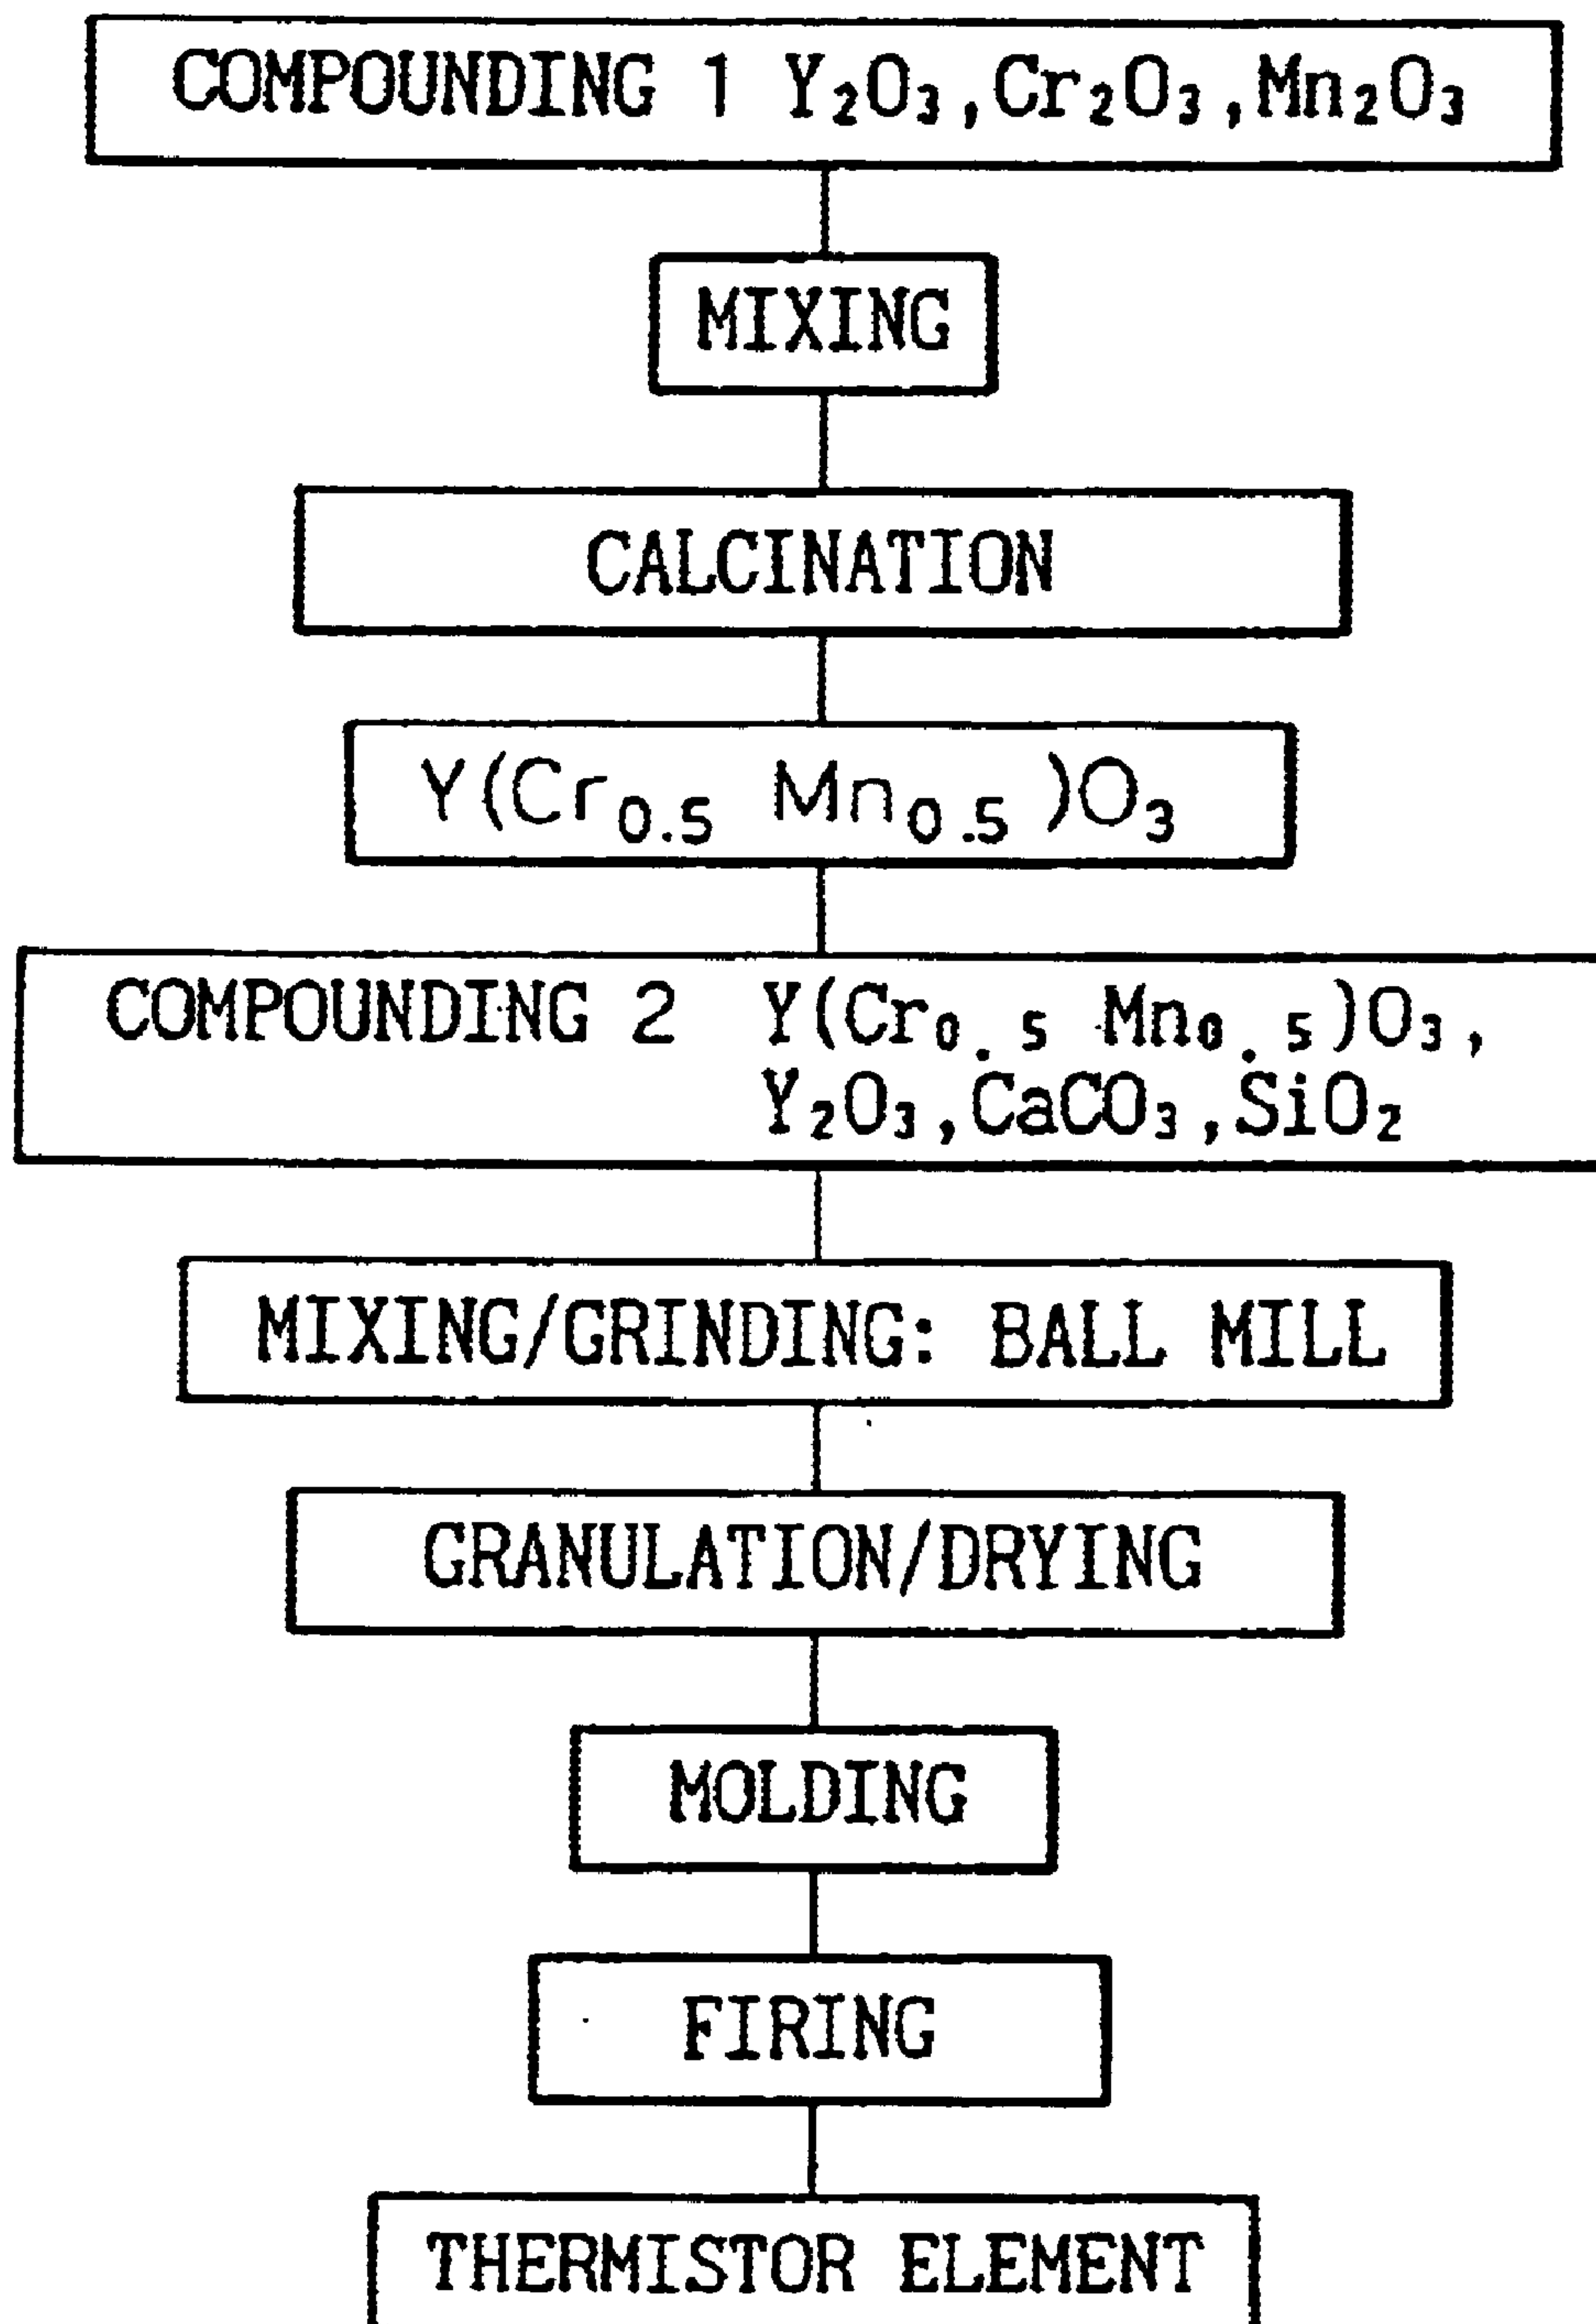 COMPOUNDING 1 Y₂O₃,Cr₂O₃,Mn₂O₃
MIXING
CALCINATION
Y(Cr₀.₅ Mn₀.₅)O₃
COMPOUNDING 2 Y(Cr₀.₅ Mn₀.₅)O₃,
Y₂O₃,CaCO₃,SiO₂
MIXING/GRINDING: BALL MILL
GRANULATION/DRYING
MOLDING
FIRING
THERMISTOR ELEMENT